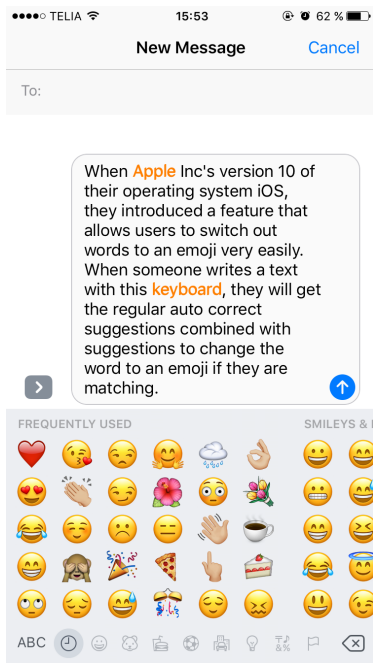 TELIA 15:53 62 %
New Message Cancel
To:
When Apple Inc's version 10 of
their operating system iOS,
they introduced a feature that
allows users to switch out
words to an emoji very easily.
When someone writes a text
with this keyboard, they will get
the regular auto correct
suggestions combined with
suggestions to change the
word to an emoji if they are
matching.
FREQUENTLY USED SMILEYS &
ABC